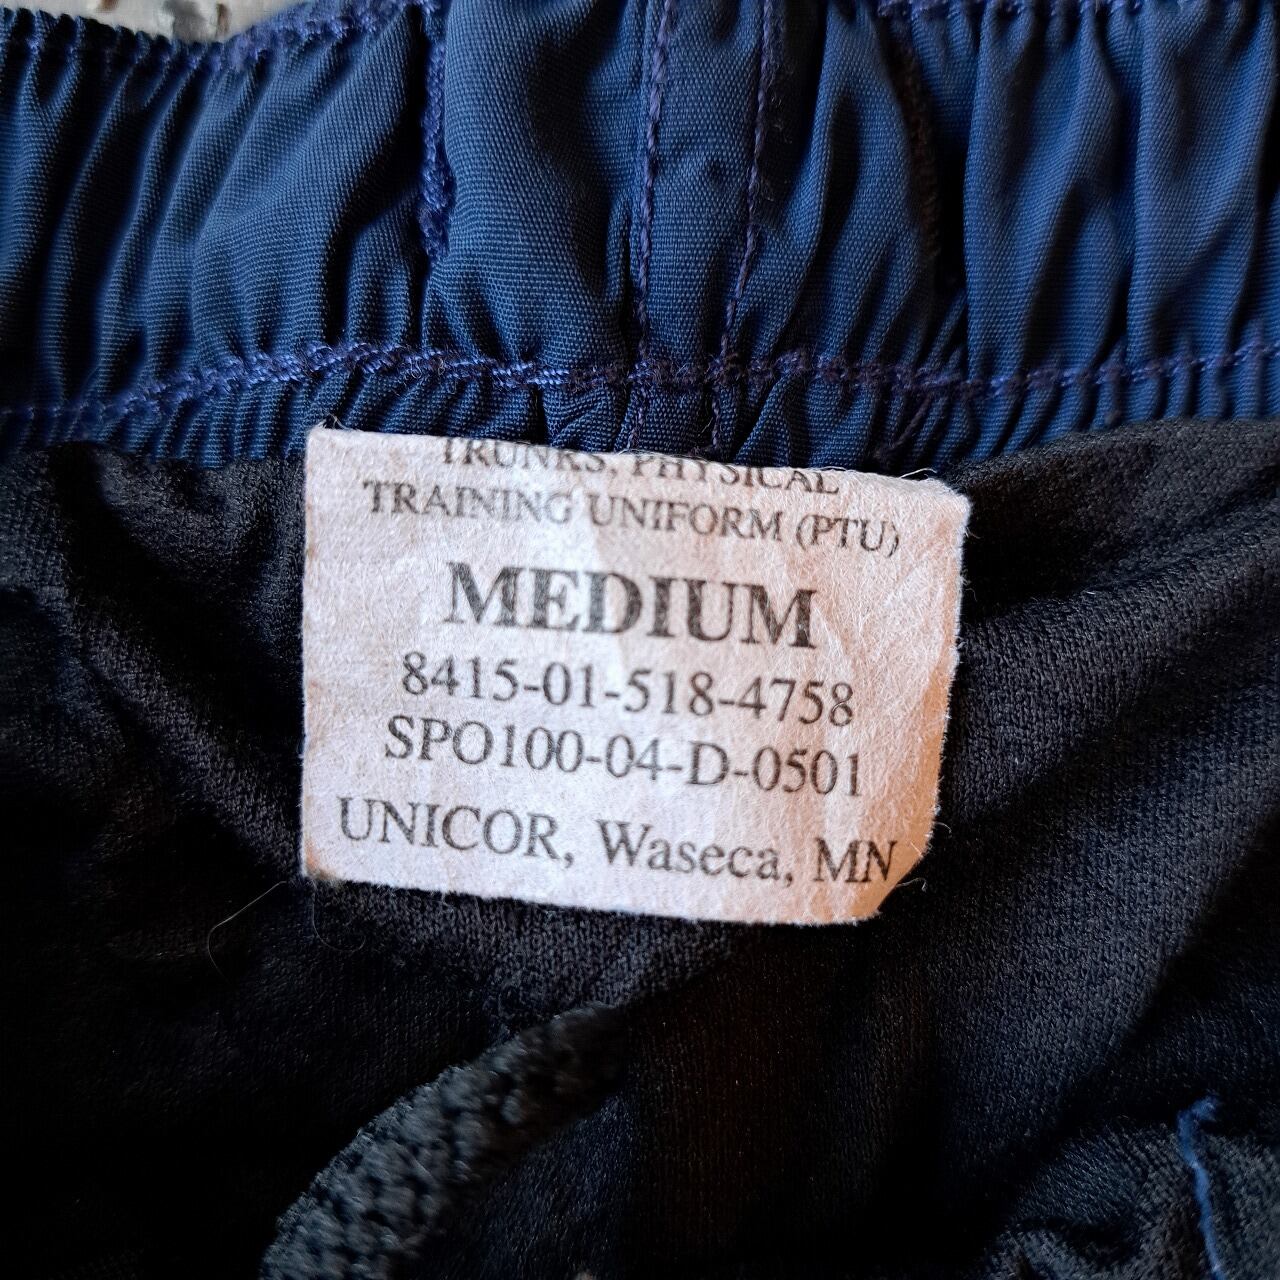 TRUNKS, PHYSICAL
TRAINING UNIFORM (PTU)
MEDIUM
8415-01-518-4758
SPO100-04-D-0501
UNICOR, Waseca, MN